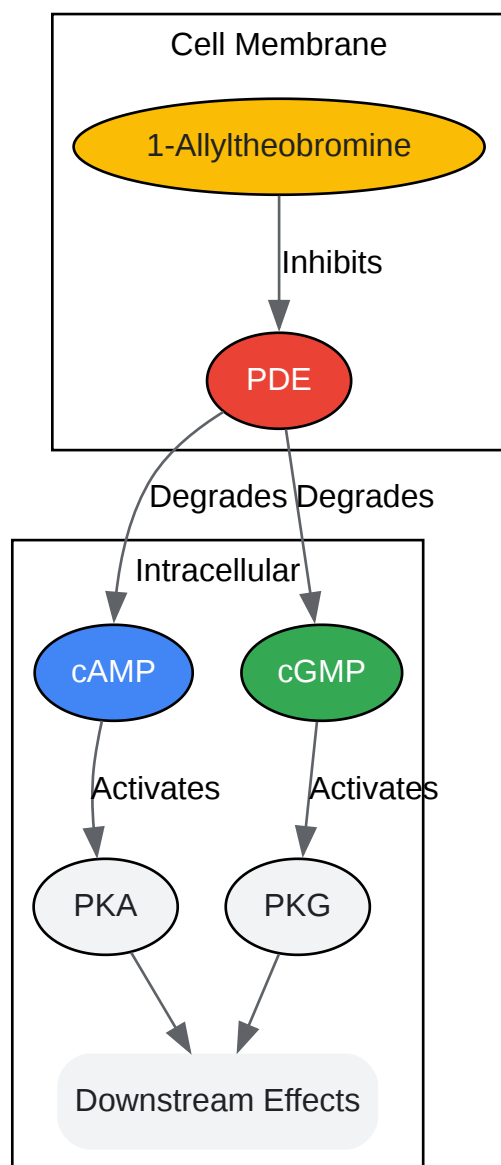 Cell Membrane
1-Allyltheobromine
Inhibits
PDE
Degrades Degrades
Intracellular
cAMP cGMP
Activates Activates
PKA PKG
Downstream Effects